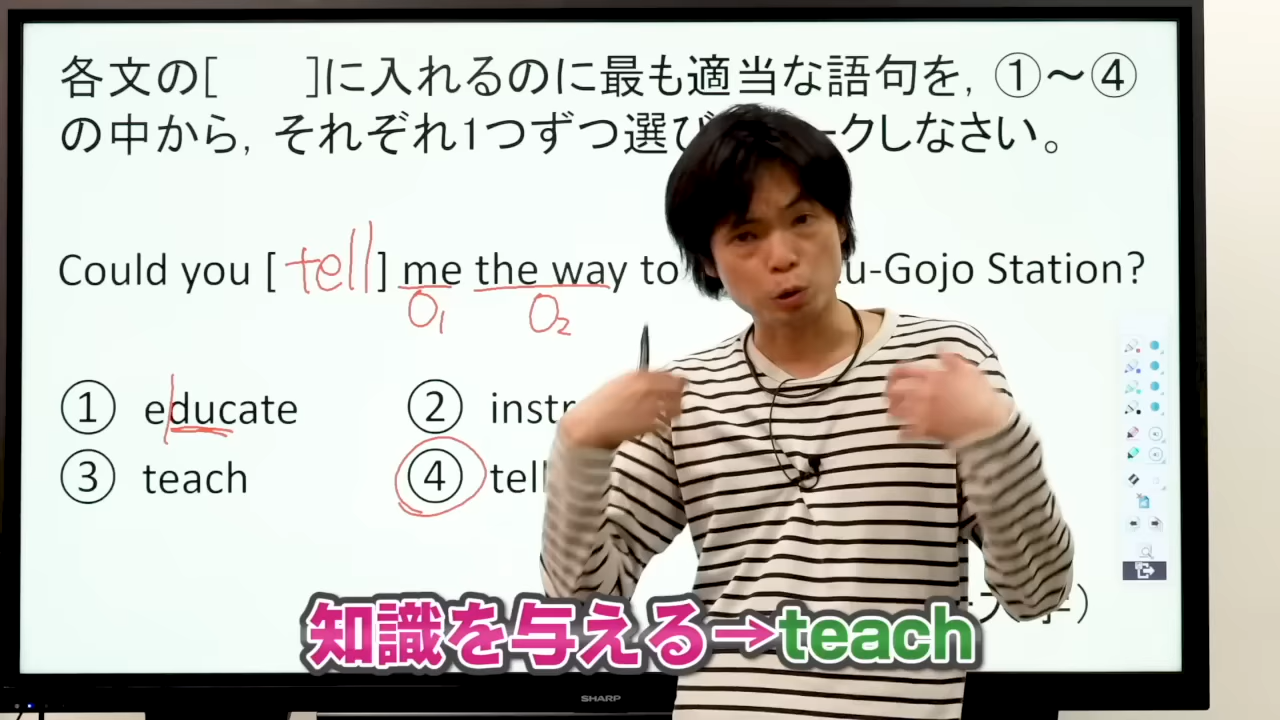 各文の[ ]に入れるのに最も適当な語句を, ①～④
の中から, それぞれ1つずつ選び ークしなさい。
Could you [ tell ] me the way to u-Gojo Station?
O₁ O₂
① educate ② instr
③ teach ④ tell
知識を与える→teach
SHARP